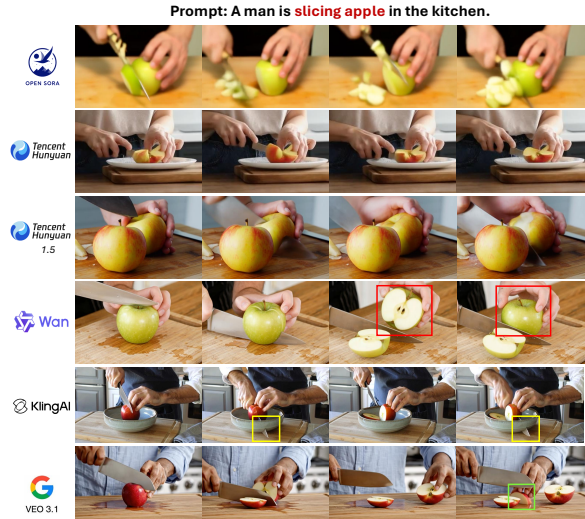 Prompt: A man is slicing apple in the kitchen.
OPEN SORA
Tencent
Hunyuan
Tencent
Hunyuan
1.5
Wan
KlingAI
VEO 3.1